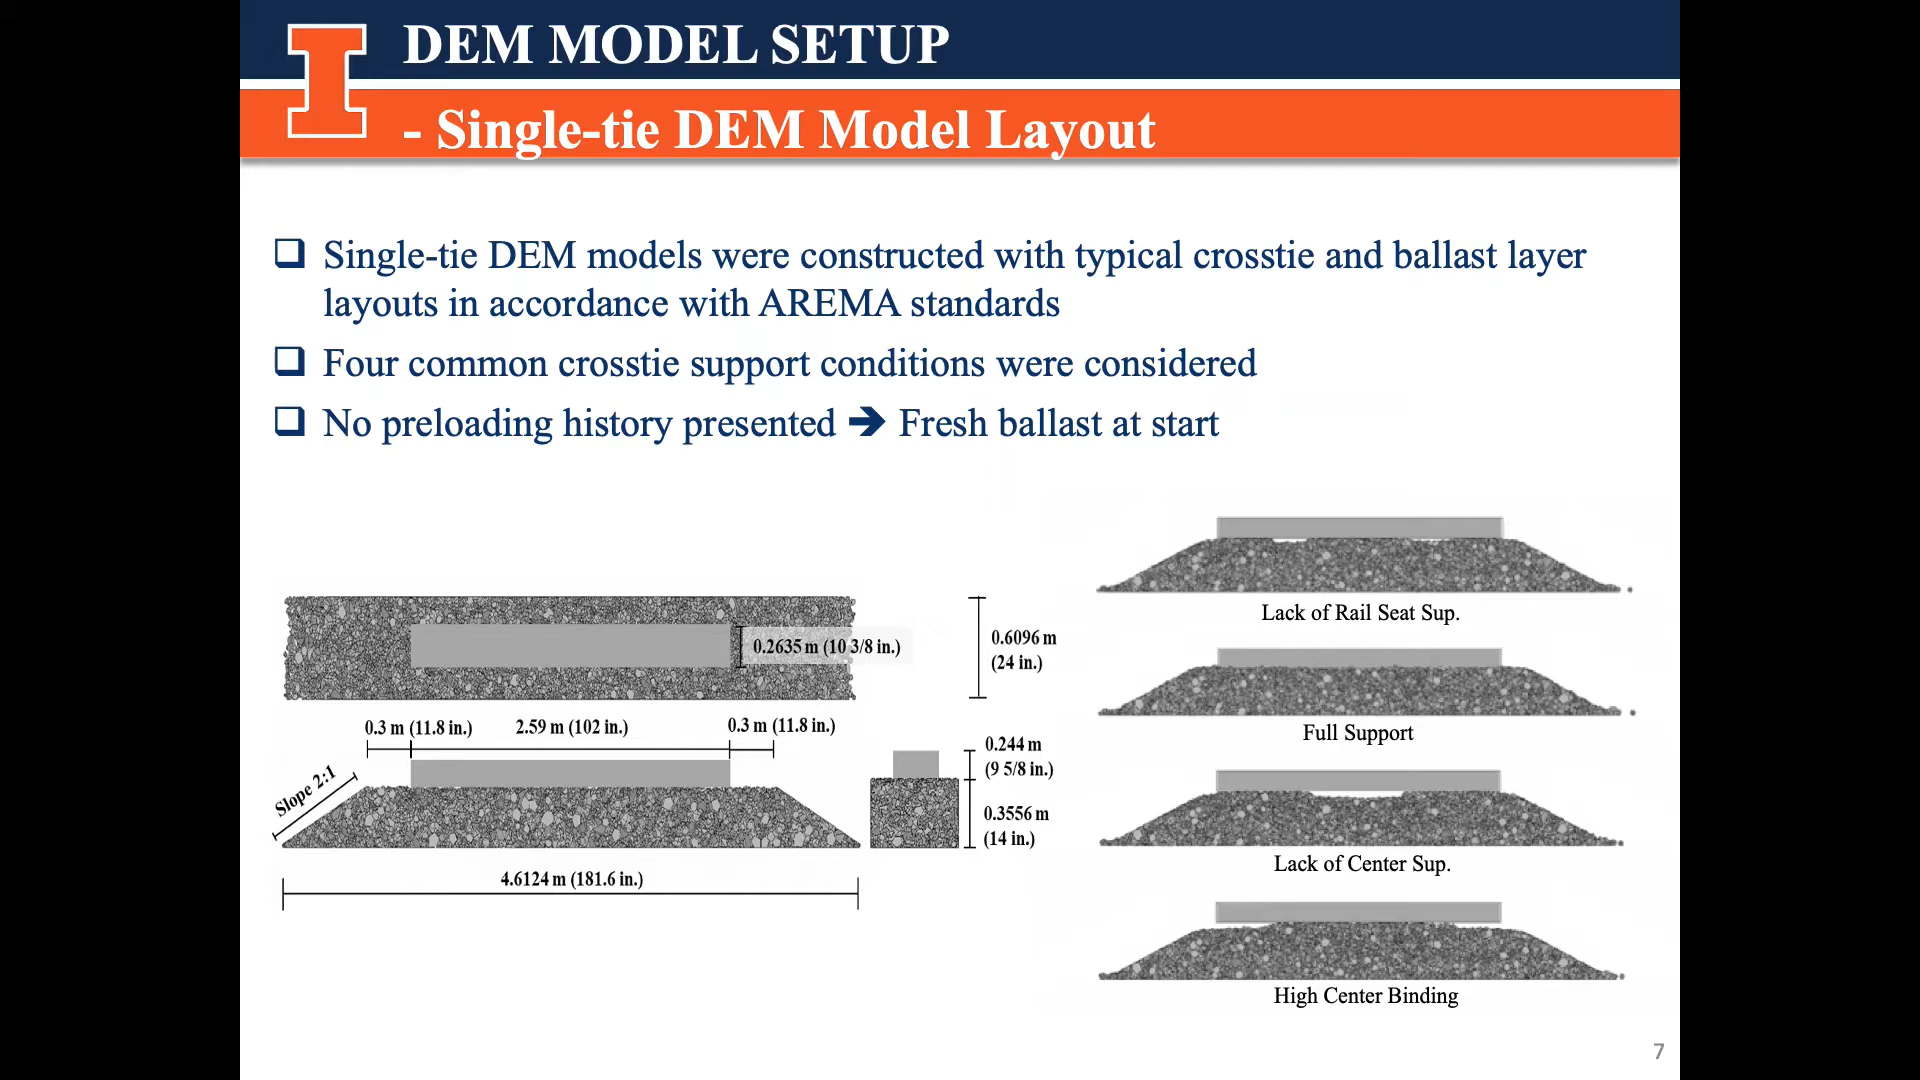 DEM MODEL SETUP
- Single-tie DEM Model Layout
Single-tie DEM models were constructed with typical crosstie and ballast layer
layouts in accordance with AREMA standards
Four common crosstie support conditions were considered
No preloading history presented ➔ Fresh ballast at start
0.2635 m (10 3/8 in.)
0.6096 m
(24 in.)
0.3 m (11.8 in.)
2.59 m (102 in.)
0.3 m (11.8 in.)
Slope 2:1
0.244 m
(9 5/8 in.)
0.3556 m
(14 in.)
4.6124 m (181.6 in.)
Lack of Rail Seat Sup.
Full Support
Lack of Center Sup.
High Center Binding
7